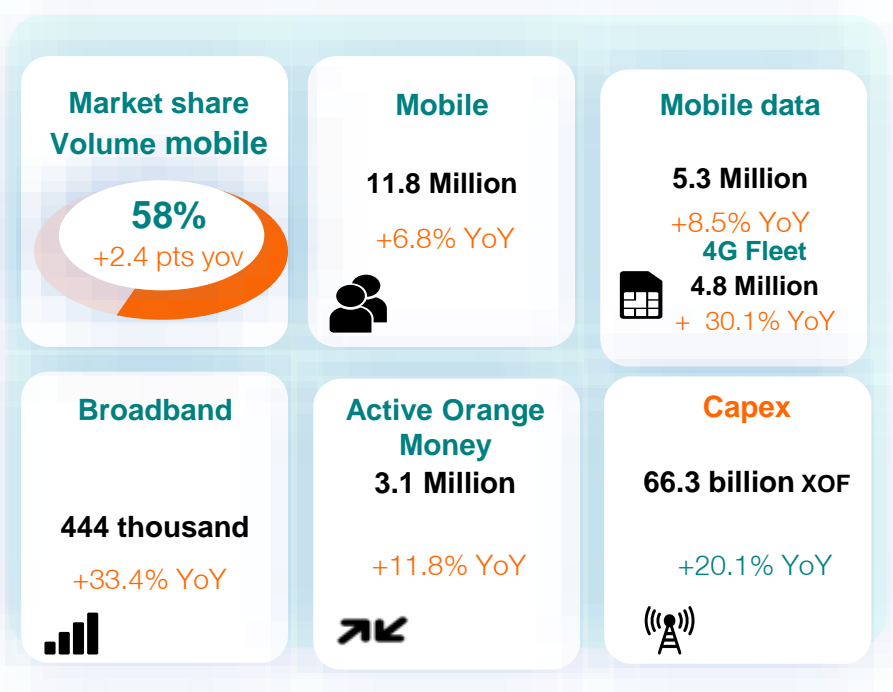 Market share
Volume mobile
58%
+2.4 pts yov
Mobile
11.8 Million
+6.8% YoY
Mobile data
5.3 Million
+8.5% YoY
4G Fleet
4.8 Million
+ 30.1% YoY
Broadband
444 thousand
+33.4% YoY
Active Orange
Money
3.1 Million
+11.8% YoY
Capex
66.3 billion XOF
+20.1% YoY